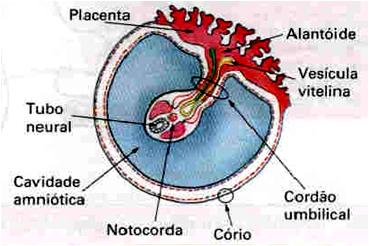 Placenta
Alantóide
Vesícula
vitelina
Tubo
neural
Cavidade
amniótica
Notocorda
Cório
Cordão
umbilical